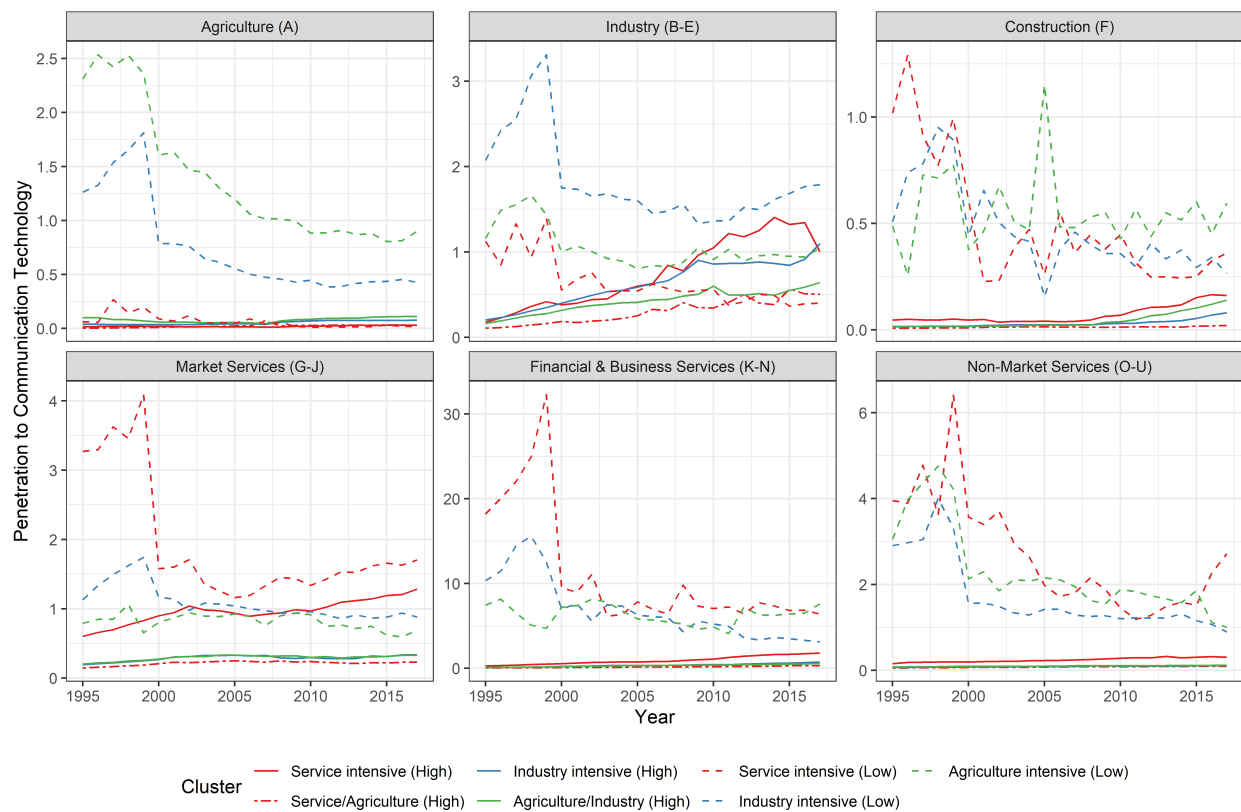 Agriculture (A)
Industry (B-E)
Construction (F)
2.5
2.0
1.5
1.0
0.5
0.0
3
2
1
0
1.0
0.5
0.0
Market Services (G-J)
Financial & Business Services (K-N)
Non-Market Services (O-U)
4
3
2
1
0
30
20
10
0
6
4
2
0
1995 2000 2005 2010 2015
1995 2000 2005 2010 2015
1995 2000 2005 2010 2015
Penetration to Communication Technology
Year
Cluster
Service intensive (High)
Industry intensive (High)
Service intensive (Low)
Agriculture intensive (Low)
Service/Agriculture (High)
Agriculture/Industry (High)
Industry intensive (Low)